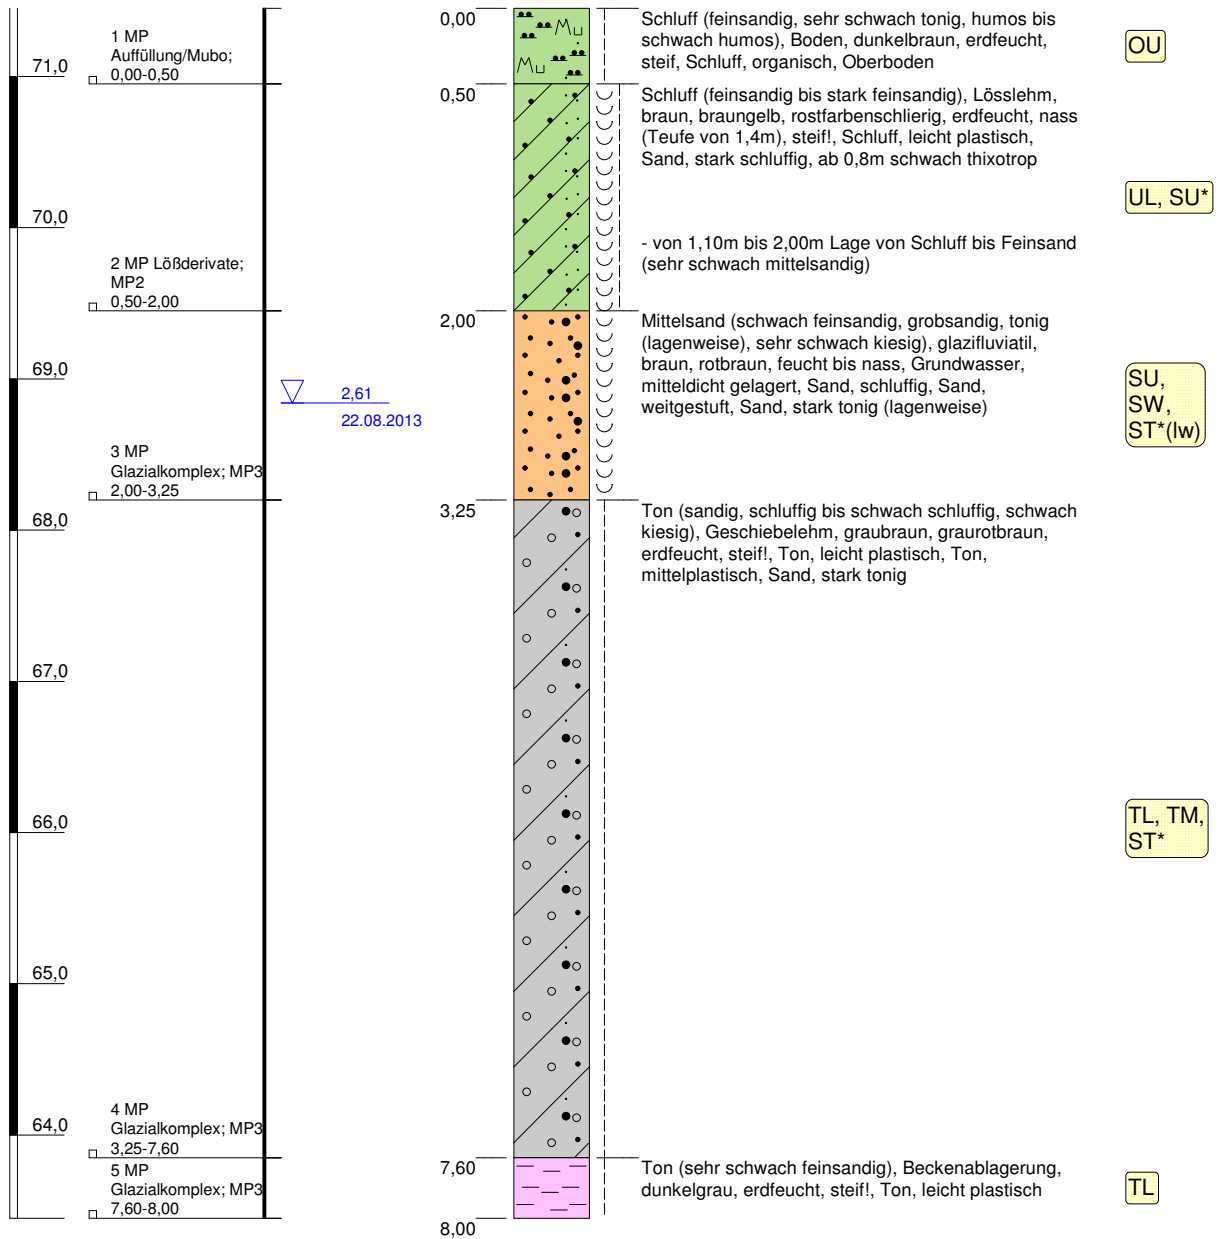 0,00
Schluff (feinsandig, sehr schwach tonig, humos bis
schwach humos), Boden, dunkelbraun, erdfeucht,
steif, Schluff, organisch, Oberboden
OU
1 MP
Auffüllung/Mubo;
0,00-0,50
71,0
0,50
Schluff (feinsandig bis stark feinsandig), Lösslehm,
braun, braungelb, rostfarbenschlierig, erdfeucht, nass
(Teufe von 1,4m), steif!, Schluff, leicht plastisch,
Sand, stark schluffig, ab 0,8m schwach thixotrop
UL, SU*
70,0
- von 1,10m bis 2,00m Lage von Schluff bis Feinsand
(sehr schwach mittelsandig)
2 MP Lößderivate;
MP2
0,50-2,00
2,00
Mittelsand (schwach feinsandig, grobsandig, tonig
(lagenweise), sehr schwach kiesig), glazifluviatil,
braun, rotbraun, feucht bis nass, Grundwasser,
mitteldicht gelagert, Sand, schluffig, Sand,
weitgestuft, Sand, stark tonig (lagenweise)
69,0
2,61
22.08.2013
SU,
SW,
ST*(lw)
3 MP
Glazialkomplex; MP3
2,00-3,25
3,25
Ton (sandig, schluffig bis schwach schluffig, schwach
kiesig), Geschiebelehm, graubraun, graurotbraun,
erdfeucht, steif!, Ton, leicht plastisch, Ton,
mittelplastisch, Sand, stark tonig
68,0
67,0
66,0
TL, TM,
ST*
65,0
64,0
4 MP
Glazialkomplex; MP3
3,25-7,60
5 MP
Glazialkomplex; MP3
7,60-8,00
7,60
Ton (sehr schwach feinsandig), Beckenablagerung,
dunkelgrau, erdfeucht, steif!, Ton, leicht plastisch
TL
8,00